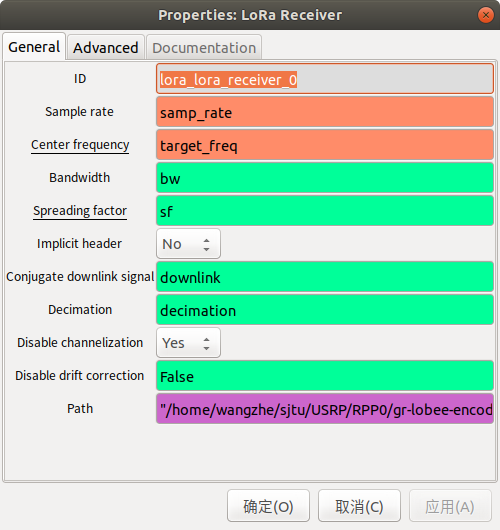 Properties: LoRa Receiver
General Advanced Documentation
ID lora_lora_receiver_0
Sample rate samp_rate
Center frequency target_freq
Bandwidth bw
Spreading factor sf
Implicit header No
Conjugate downlink signal downlink
Decimation decimation
Disable channelization Yes
Disable drift correction False
Path "/home/wangzhe/sjtu/USRP/RPP0/gr-lobee-encod
确定(O) 取消(C) 应用(A)